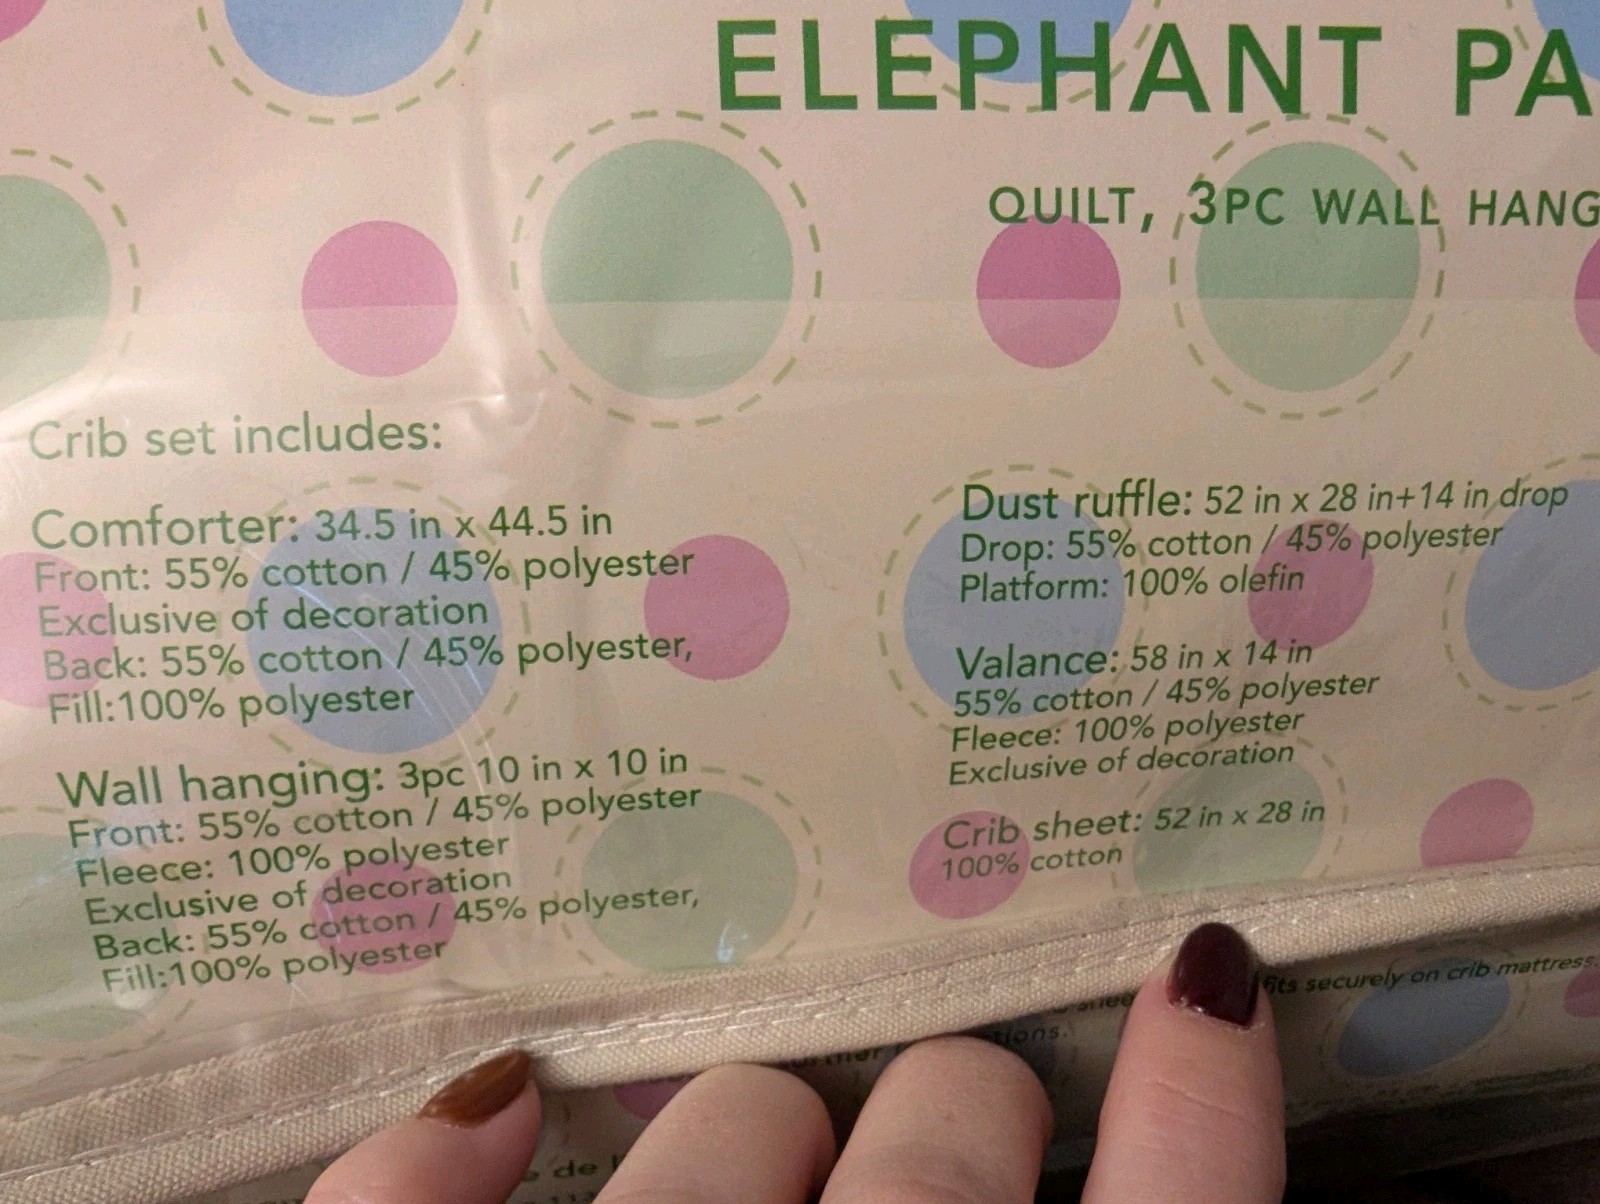 ELEPHANT PA
QUILT, 3PC WALL HANG
Crib set includes:
Comforter: 34.5 in x 44.5 in
Front: 55% cotton / 45% polyester
Exclusive of decoration
Back: 55% cotton / 45% polyester,
Fill:100% polyester
Wall hanging: 3pc 10 in x 10 in
Front: 55% cotton / 45% polyester
Fleece: 100% polyester
Exclusive of decoration
Back: 55% cotton / 45% polyester,
Fill:100% polyester
Dust ruffle: 52 in x 28 in+14 in drop
Drop: 55% cotton / 45% polyester
Platform: 100% olefin
Valance: 58 in x 14 in
55% cotton / 45% polyester
Fleece: 100% polyester
Exclusive of decoration
Crib sheet: 52 in x 28 in
100% cotton
fits securely on crib mattress.
tions.
de